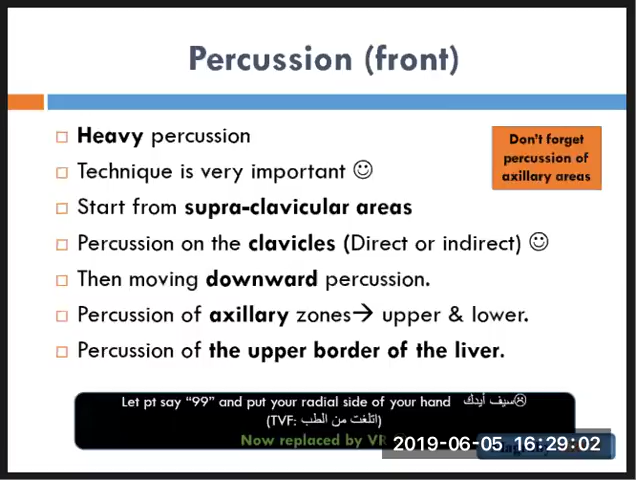 Percussion (front)
Heavy percussion
Technique is very important ☺
Start from supra-clavicular areas
Percussion on the clavicles (Direct or indirect) ☺
Then moving downward percussion.
Percussion of axillary zones→ upper & lower.
Percussion of the upper border of the liver.
Don't forget
percussion of
axillary areas
Let pt say “99” and put your radial side of your hand سيف أيدك☹
(TVF: اتلغت من الطب)
Now replaced by VR
2019-06-05 16:29:02